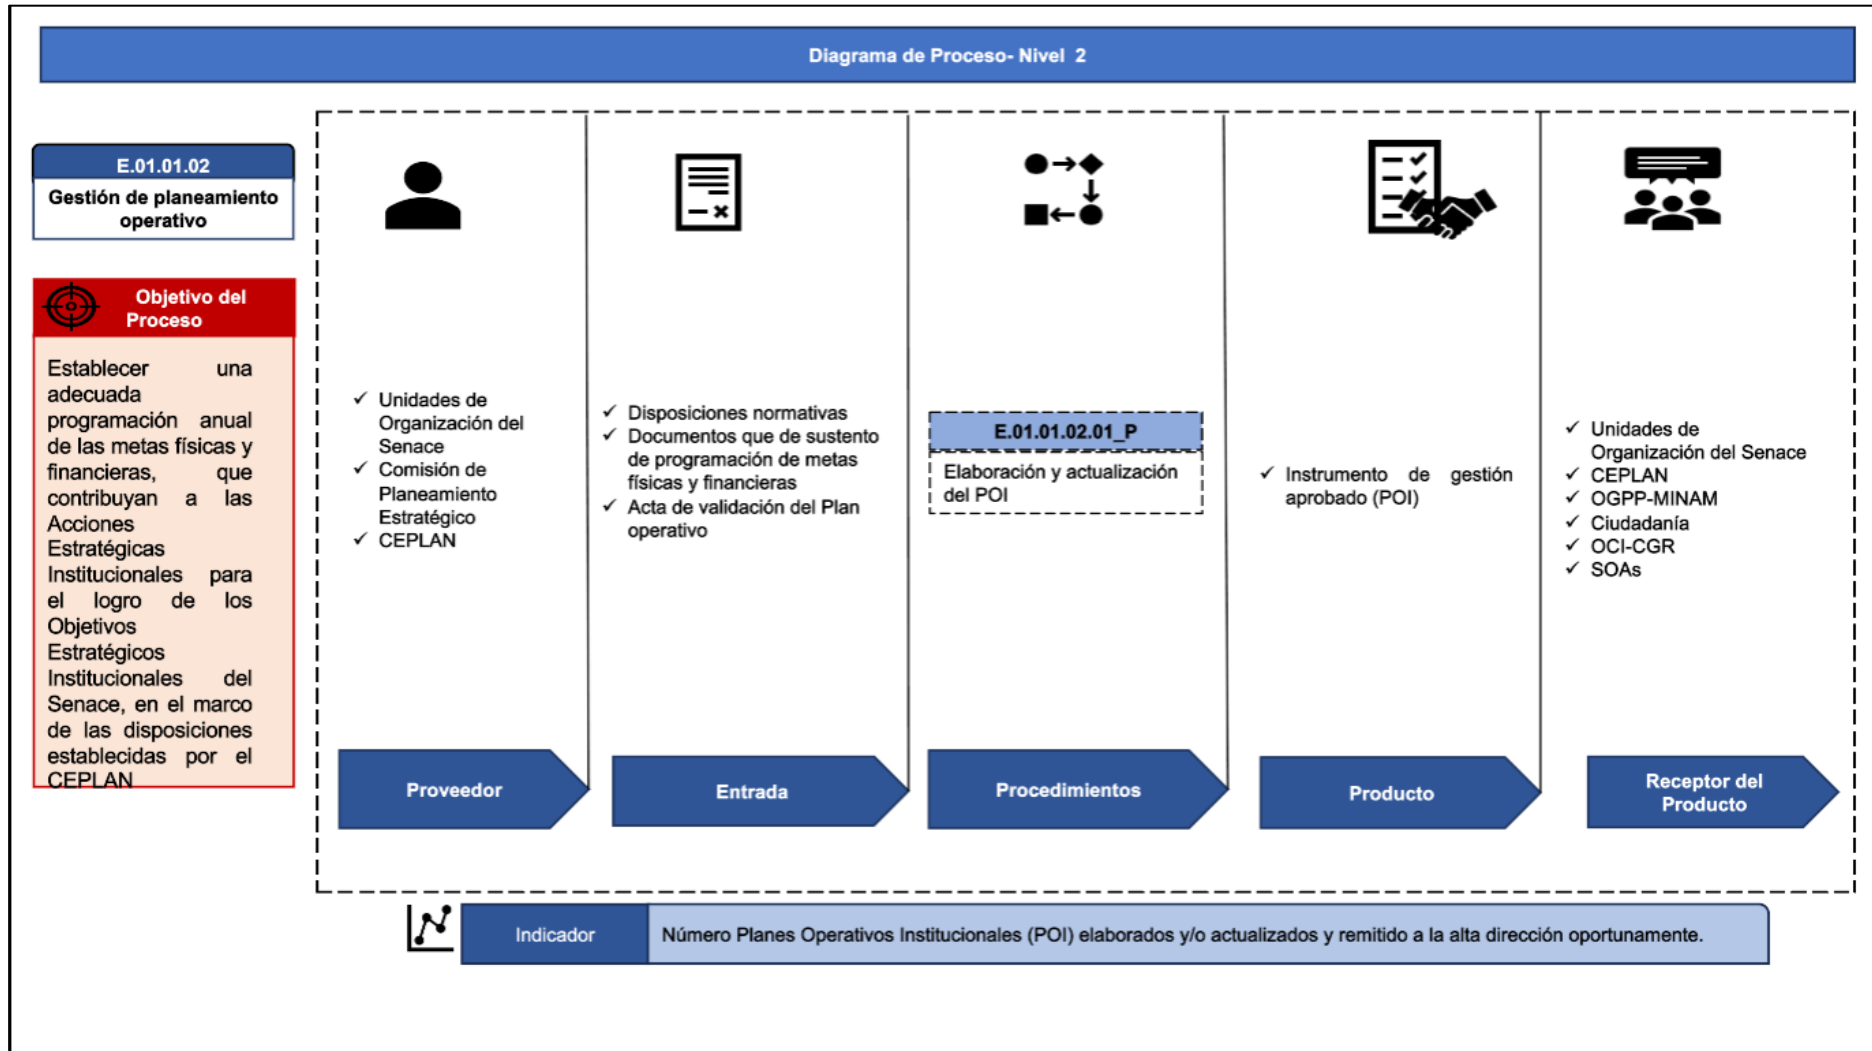 Diagrama de Proceso- Nivel 2
E.01.01.02
Gestión de planeamiento
operativo
Objetivo del
Proceso
Establecer una
adecuada
programación anual
de las metas físicas y
financieras, que
contribuyan a las
Acciones
Estratégicas
Institucionales para
el logro de los
Objetivos
Estratégicos
Institucionales del
Senace, en el marco
de las disposiciones
establecidas por el
CEPLAN
✓ Unidades de
Organización del
Senace
✓ Comisión de
Planeamiento
Estratégico
✓ CEPLAN
Proveedor
✓ Disposiciones normativas
✓ Documentos que de sustento
de programación de metas
físicas y financieras
✓ Acta de validación del Plan
operativo
Entrada
E.01.01.02.01_P
Elaboración y actualización
del POI
Procedimientos
✓ Instrumento de gestión
aprobado (POI)
Producto
✓ Unidades de
Organización del Senace
✓ CEPLAN
✓ OGPP-MINAM
✓ Ciudadanía
✓ OCI-CGR
✓ SOAs
Receptor del
Producto
Indicador
Número Planes Operativos Institucionales (POI) elaborados y/o actualizados y remitido a la alta dirección oportunamente.